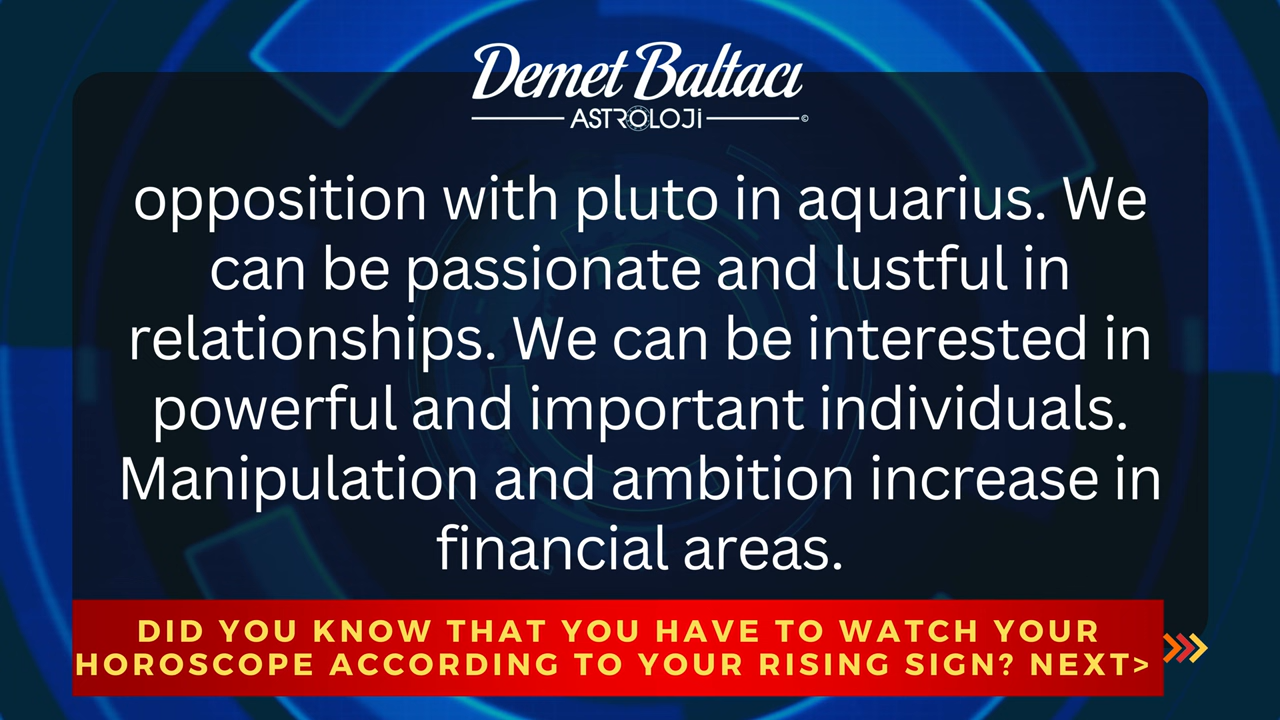 Demet Baltacı
ASTROLOJİ ©
opposition with pluto in aquarius. We
can be passionate and lustful in
relationships. We can be interested in
powerful and important individuals.
Manipulation and ambition increase in
financial areas.
DID YOU KNOW THAT YOU HAVE TO WATCH YOUR
HOROSCOPE ACCORDING TO YOUR RISING SIGN? NEXT>